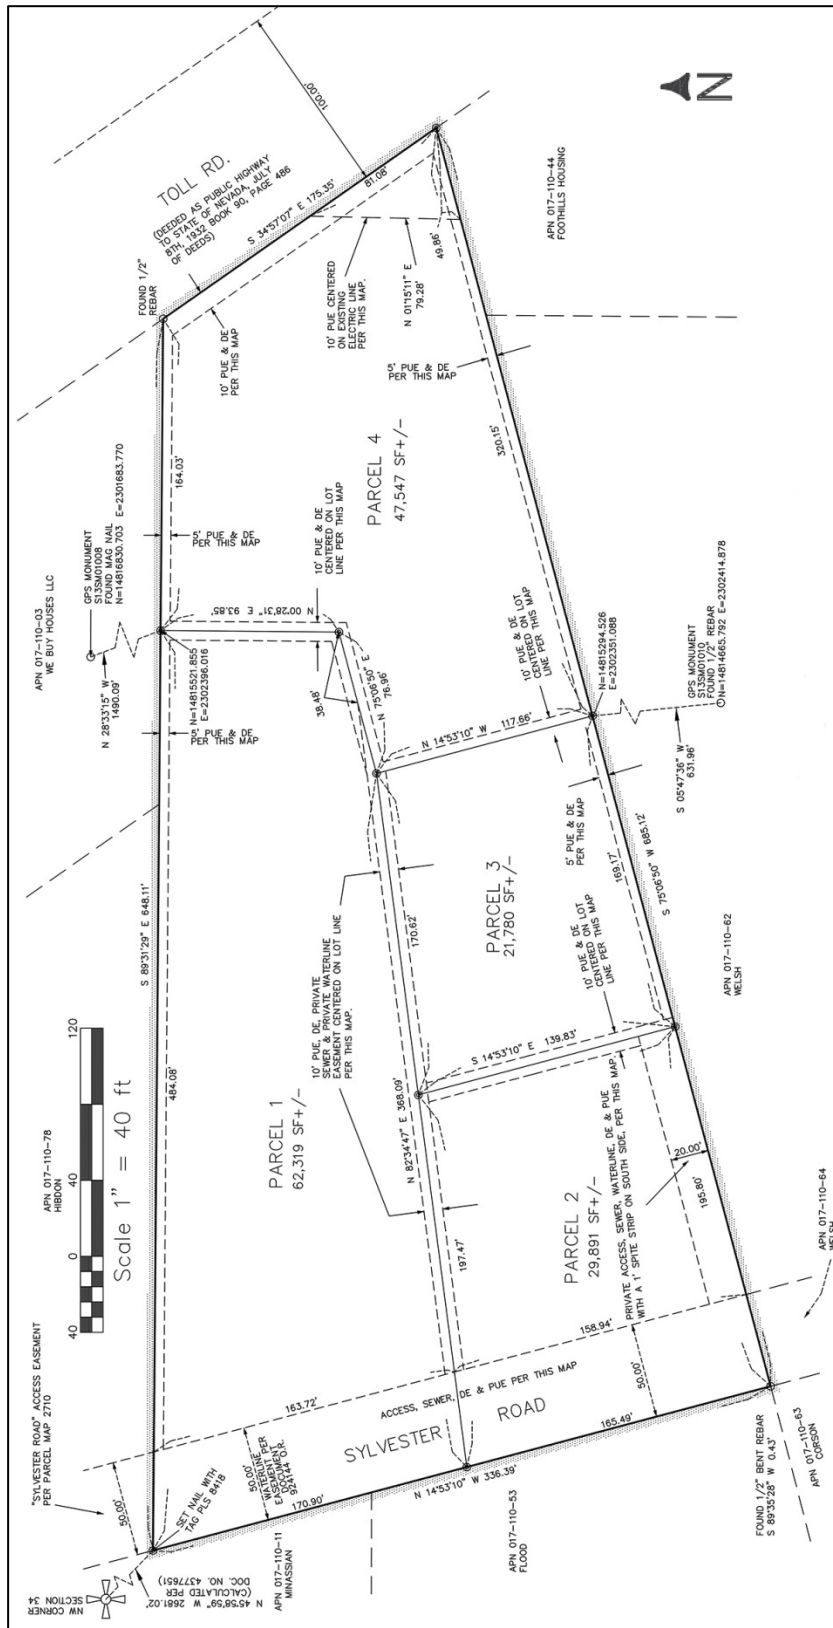 N
TOLL RD.
(DEEDED AS PUBLIC HIGHWAY
TO STATE OF NEVADA, JULY
8TH, 1932 BOOK 90, PAGE 486
OF DEEDS)
100.00'
S 34°57'07" E 175.35'
81.08'
FOUND 1/2"
REBAR
10' PUE & DE
PER THIS MAP
10' PUE CENTERED
ON EXISTING
ELECTRIC LINE
PER THIS MAP.
N 01°15'11" E
79.28'
49.86'
APN 017-110-44
FOOTHILLS HOUSING
5' PUE & DE
PER THIS MAP
320.15'
PARCEL 4
47,547 SF+/-
164.03'
5' PUE & DE
PER THIS MAP
10' PUE & DE
CENTERED ON LOT
LINE PER THIS MAP
APN 017-110-03
WE BUY HOUSES LLC
GPS MONUMENT
S13SM01008
FOUND MAG NAIL
N=14816830.703 E=2301683.770
N 28°33'15" W
1490.09'
N=14815521.855
E=2302396.016
N 00°28'31" E 93.85'
38.48'
N 75°06'50" E
76.96'
5' PUE & DE
PER THIS MAP
10' PUE & DE
CENTERED ON LOT
LINE PER THIS MAP
N 14°53'10" W
117.66'
N=14815294.526
E=2302351.088
GPS MONUMENT
S13SM01010
FOUND 1/2" REBAR
N=14814665.792 E=2302414.878
S 05°47'36" W
631.96'
5' PUE & DE
PER THIS MAP
S 89°31'29" E 648.11'
484.08'
10' PUE, DE, PRIVATE
SEWER & PRIVATE WATERLINE
EASEMENT CENTERED ON LOT LINE
PER THIS MAP.
170.62'
PARCEL 3
21,780 SF+/-
169.17'
S 75°06'50" W 685.12'
10' PUE & DE LOT
CENTERED ON LOT
LINE PER THIS MAP
APN 017-110-62
WELSH
S 14°53'10" E 139.83'
N 82°34'47" E 368.09'
PARCEL 1
62,319 SF+/-
40 0 40 120
Scale 1" = 40 ft
APN 017-110-78
HIBDON
197.47'
PARCEL 2
29,891 SF+/-
PRIVATE ACCESS, SEWER, WATERLINE, DE & PUE
WITH A 1' SPITE STRIP ON SOUTH SIDE, PER THIS MAP.
20.00'
195.80'
APN 017-110-64
WELSH
"SYLVESTER ROAD" ACCESS EASEMENT
PER PARCEL MAP 2710
50.00'
163.72'
ACCESS, SEWER, DE & PUE PER THIS MAP
158.94'
50.00'
SYLVESTER ROAD
50.00'
WATERLINE PER
EASEMENT
DOCUMENT
924144 O.R.
165.49'
SET NAIL WITH
TAG PLS 8418
170.90'
N 14°53'10" W 336.39'
NW CORNER
SECTION 34
N 45°58'59" W 2681.02'
(CALCULATED PER
DOC. NO. 4377651)
APN 017-110-11
MINASSIAN
APN 017-110-53
FLOOD
FOUND 1/2" BENT REBAR
S 89°35'28" W 0.43'
APN 017-110-63
CORSON